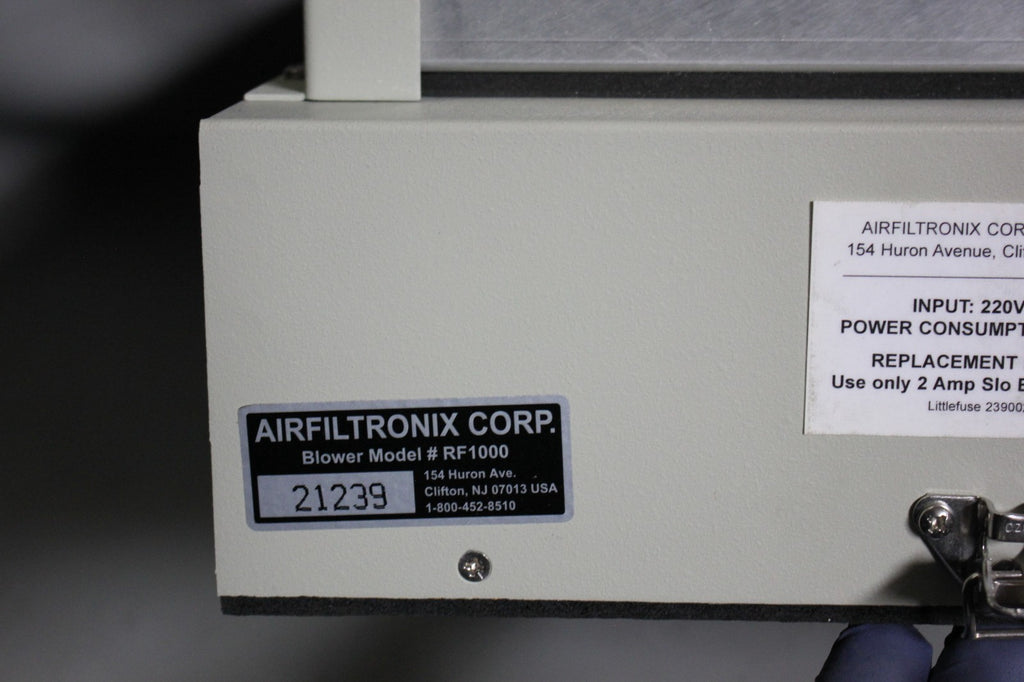 AIRFILTRONIX CORP.
Blower Model # RF1000
21239
154 Huron Ave.
Clifton, NJ 07013 USA
1-800-452-8510
AIRFILTRONIX COR
154 Huron Avenue, Cli
INPUT: 220V
POWER CONSUMPT
REPLACEMENT
Use only 2 Amp Slo
Littlefuse 23900